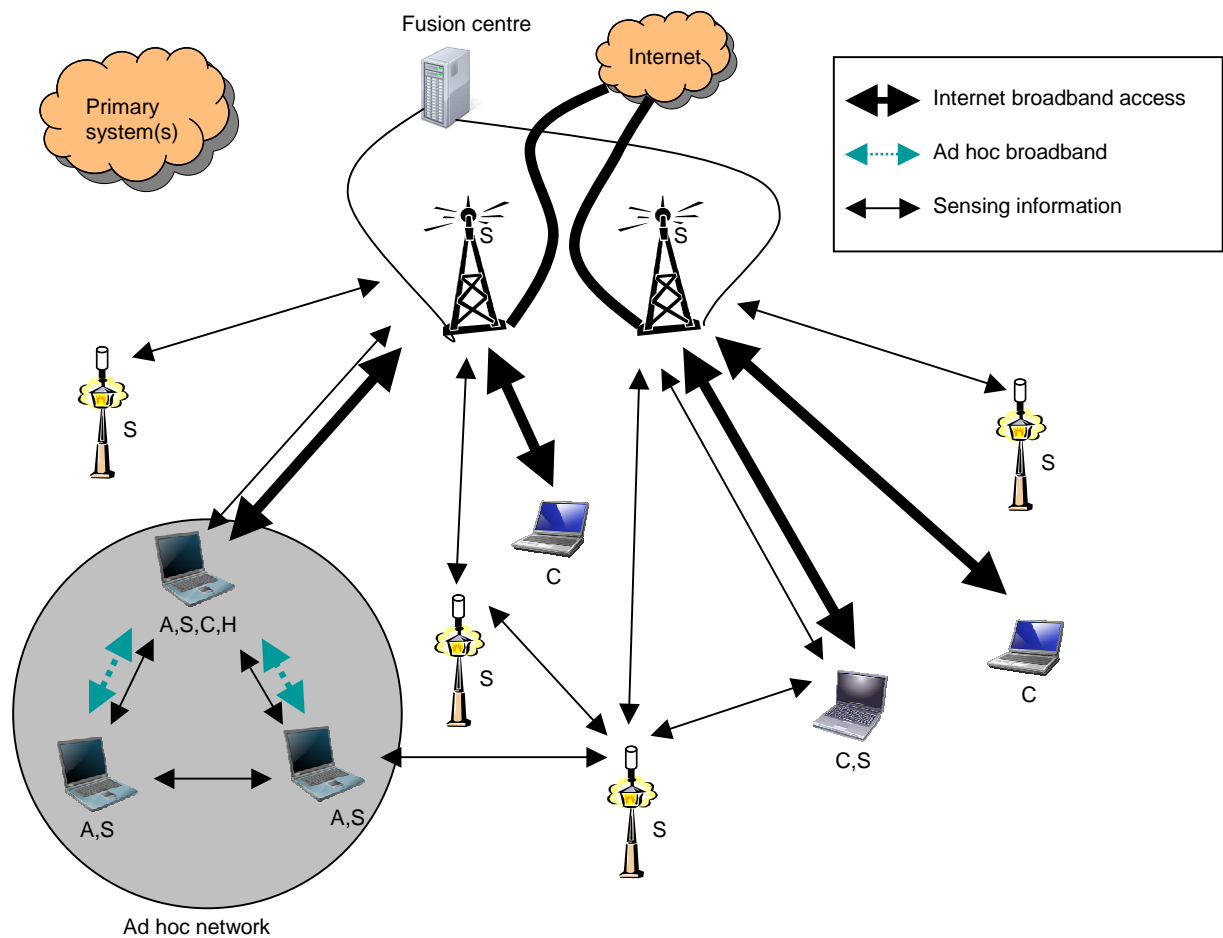 Fusion centre
Internet
Primary
system(s)
Internet broadband access
Ad hoc broadband
Sensing information
S
S
S
S
A,S,C,H
C
S
C
A,S
A,S
C,S
S
Ad hoc network